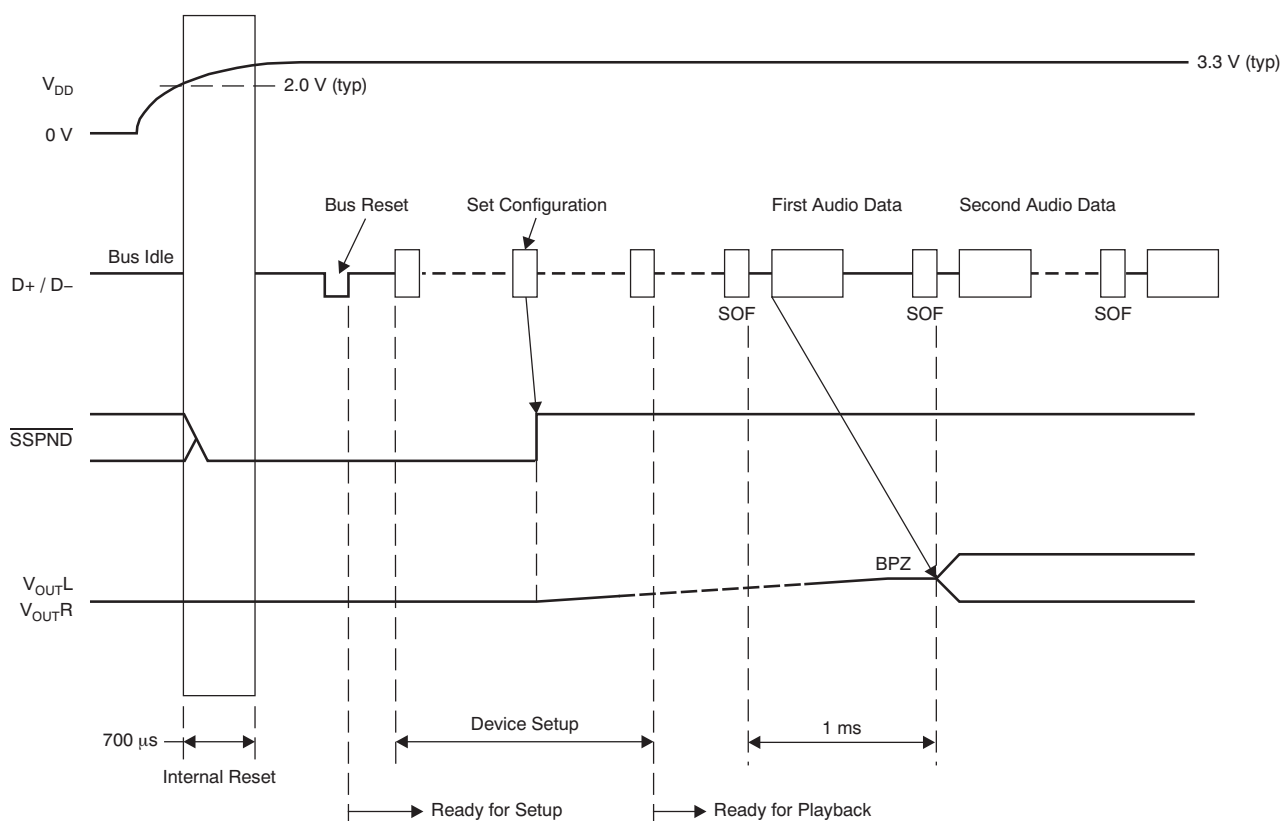 3.3 V (typ)
V_DD
2.0 V (typ)
0 V
Bus Reset
Set Configuration
First Audio Data
Second Audio Data
Bus Idle
D+ / D–
SOF
SOF
SOF
SSPND
BPZ
V_OUTL
V_OUTR
Device Setup
1 ms
700 μs
Internal Reset
Ready for Setup
Ready for Playback